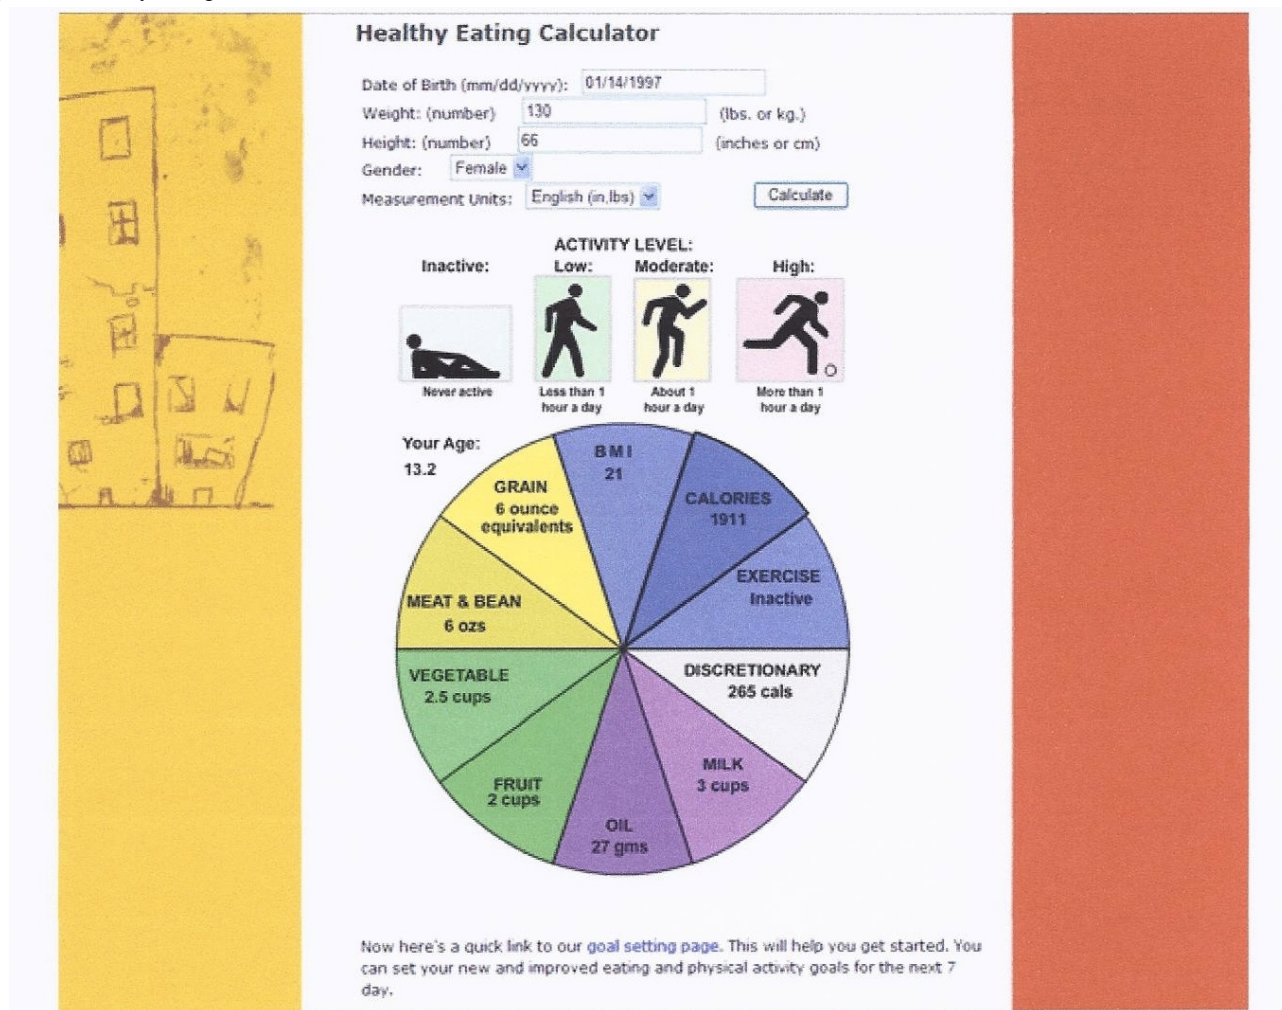 Healthy Eating Calculator
Date of Birth (mm/dd/yyyy): 01/14/1997
Weight: (number) 130 (lbs. or kg.)
Height: (number) 66 (inches or cm)
Gender: Female
Measurement Units: English (in,lbs) Calculate
ACTIVITY LEVEL:
Inactive: Low: Moderate: High:
Never active Less than 1 About 1 More than 1
hour a day hour a day hour a day
Your Age:
13.2
BMI
21
CALORIES
1911
EXERCISE
Inactive
DISCRETIONARY
265 cals
MILK
3 cups
OIL
27 gms
FRUIT
2 cups
VEGETABLE
2.5 cups
MEAT & BEAN
6 ozs
GRAIN
6 ounce
equivalents
Now here's a quick link to our goal setting page. This will help you get started. You
can set your new and improved eating and physical activity goals for the next 7
day.